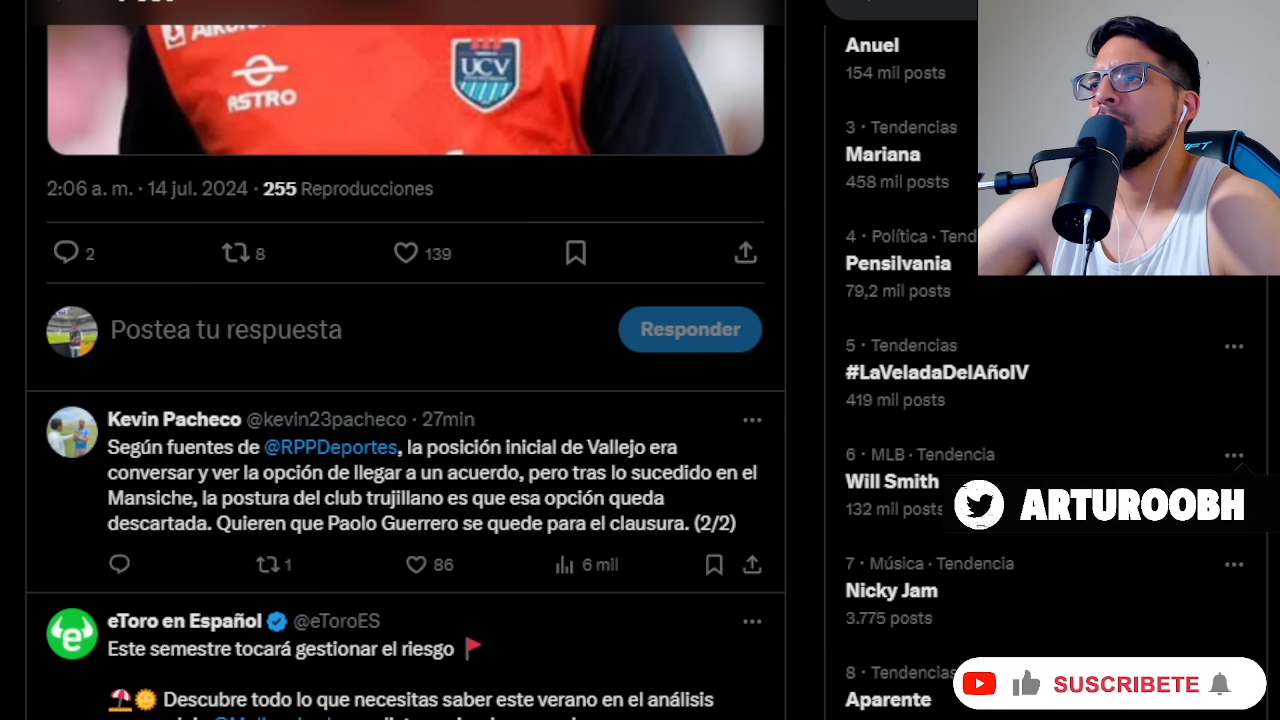 ASTRO
UCV
2:06 a. m. · 14 jul. 2024 · 255 Reproducciones
2
8
139
Postea tu respuesta
Responder
Kevin Pacheco @kevin23pacheco · 27min
Según fuentes de @RPPDeportes, la posición inicial de Vallejo era
conversar y ver la opción de llegar a un acuerdo, pero tras lo sucedido en el
Mansiche, la postura del club trujillano es que esa opción queda
descartada. Quieren que Paolo Guerrero se quede para el clausura. (2/2)
1
86
6 mil
eToro en Español @eToroES
Este semestre tocará gestionar el riesgo
Descubre todo lo que necesitas saber este verano en el análisis
Anuel
154 mil posts
3 · Tendencias
Mariana
458 mil posts
4 · Política · Tend
Pensilvania
79,2 mil posts
5 · Tendencias
#LaVeladaDelAñoIV
419 mil posts
6 · MLB · Tendencia
Will Smith
132 mil posts
7 · Música · Tendencia
Nicky Jam
3.775 posts
8 · Tendencias
Aparente
ARTUROOBH
SUSCRIBETE